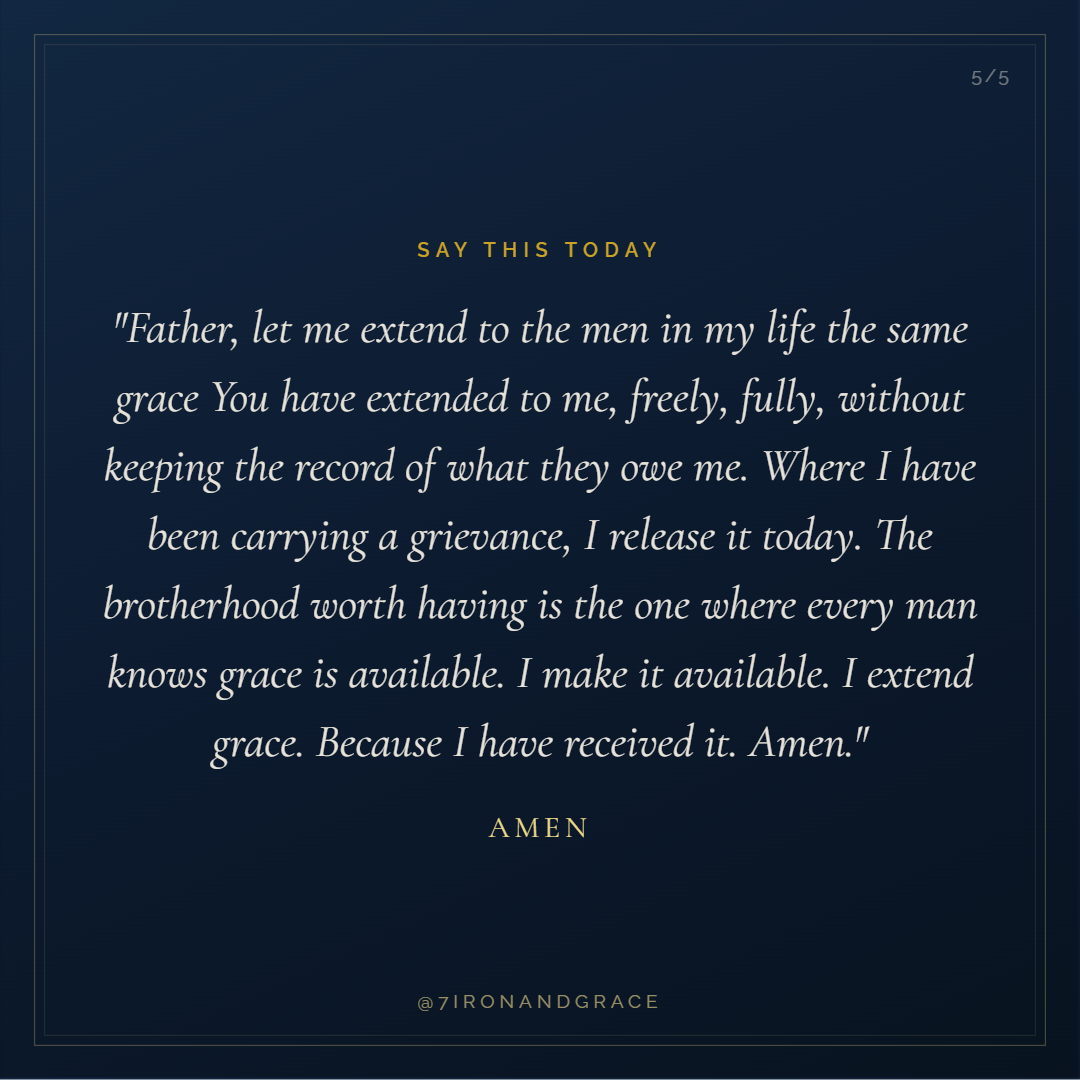 5/5
SAY THIS TODAY
"Father, let me extend to the men in my life the same
grace You have extended to me, freely, fully, without
keeping the record of what they owe me. Where I have
been carrying a grievance, I release it today. The
brotherhood worth having is the one where every man
knows grace is available. I make it available. I extend
grace. Because I have received it. Amen."
AMEN
@7IRONANDGRACE